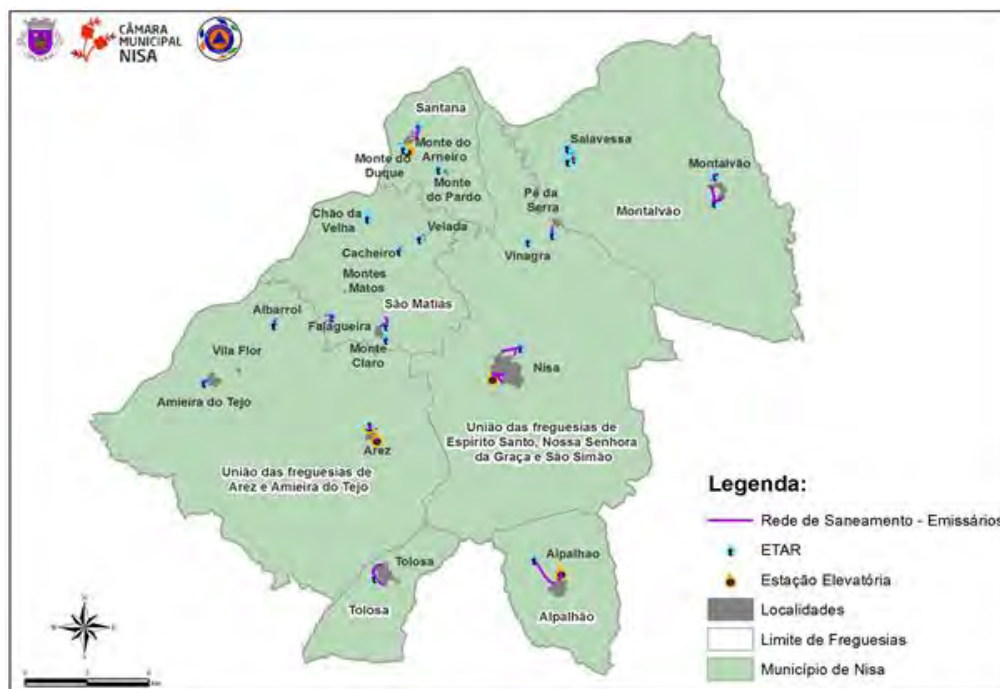 CÂMARA
MUNICIPAL
NISA
Santana
Monte do
Arneiro
Monte do
Duque
Monte
do Pardo
Salavessa
Montalvão
Pé da
Serra
Montalvão
Chão da
Velha
Velada
Cacheiro
Vinagra
Montes
Matos
São Matias
Albarrol
Falagueira
Monte
Claro
Vila Flor
Nisa
Amieira do Tejo
Arez
União das freguesias de
Espírito Santo, Nossa Senhora
da Graça e São Simão
União das freguesias de
Arez e Amieira do Tejo
Tolosa
Tolosa
Alpalhao
Alpalhão
Legenda:
Rede de Saneamento - Emissários
ETAR
Estação Elevatória
Localidades
Limite de Freguesias
Município de Nisa